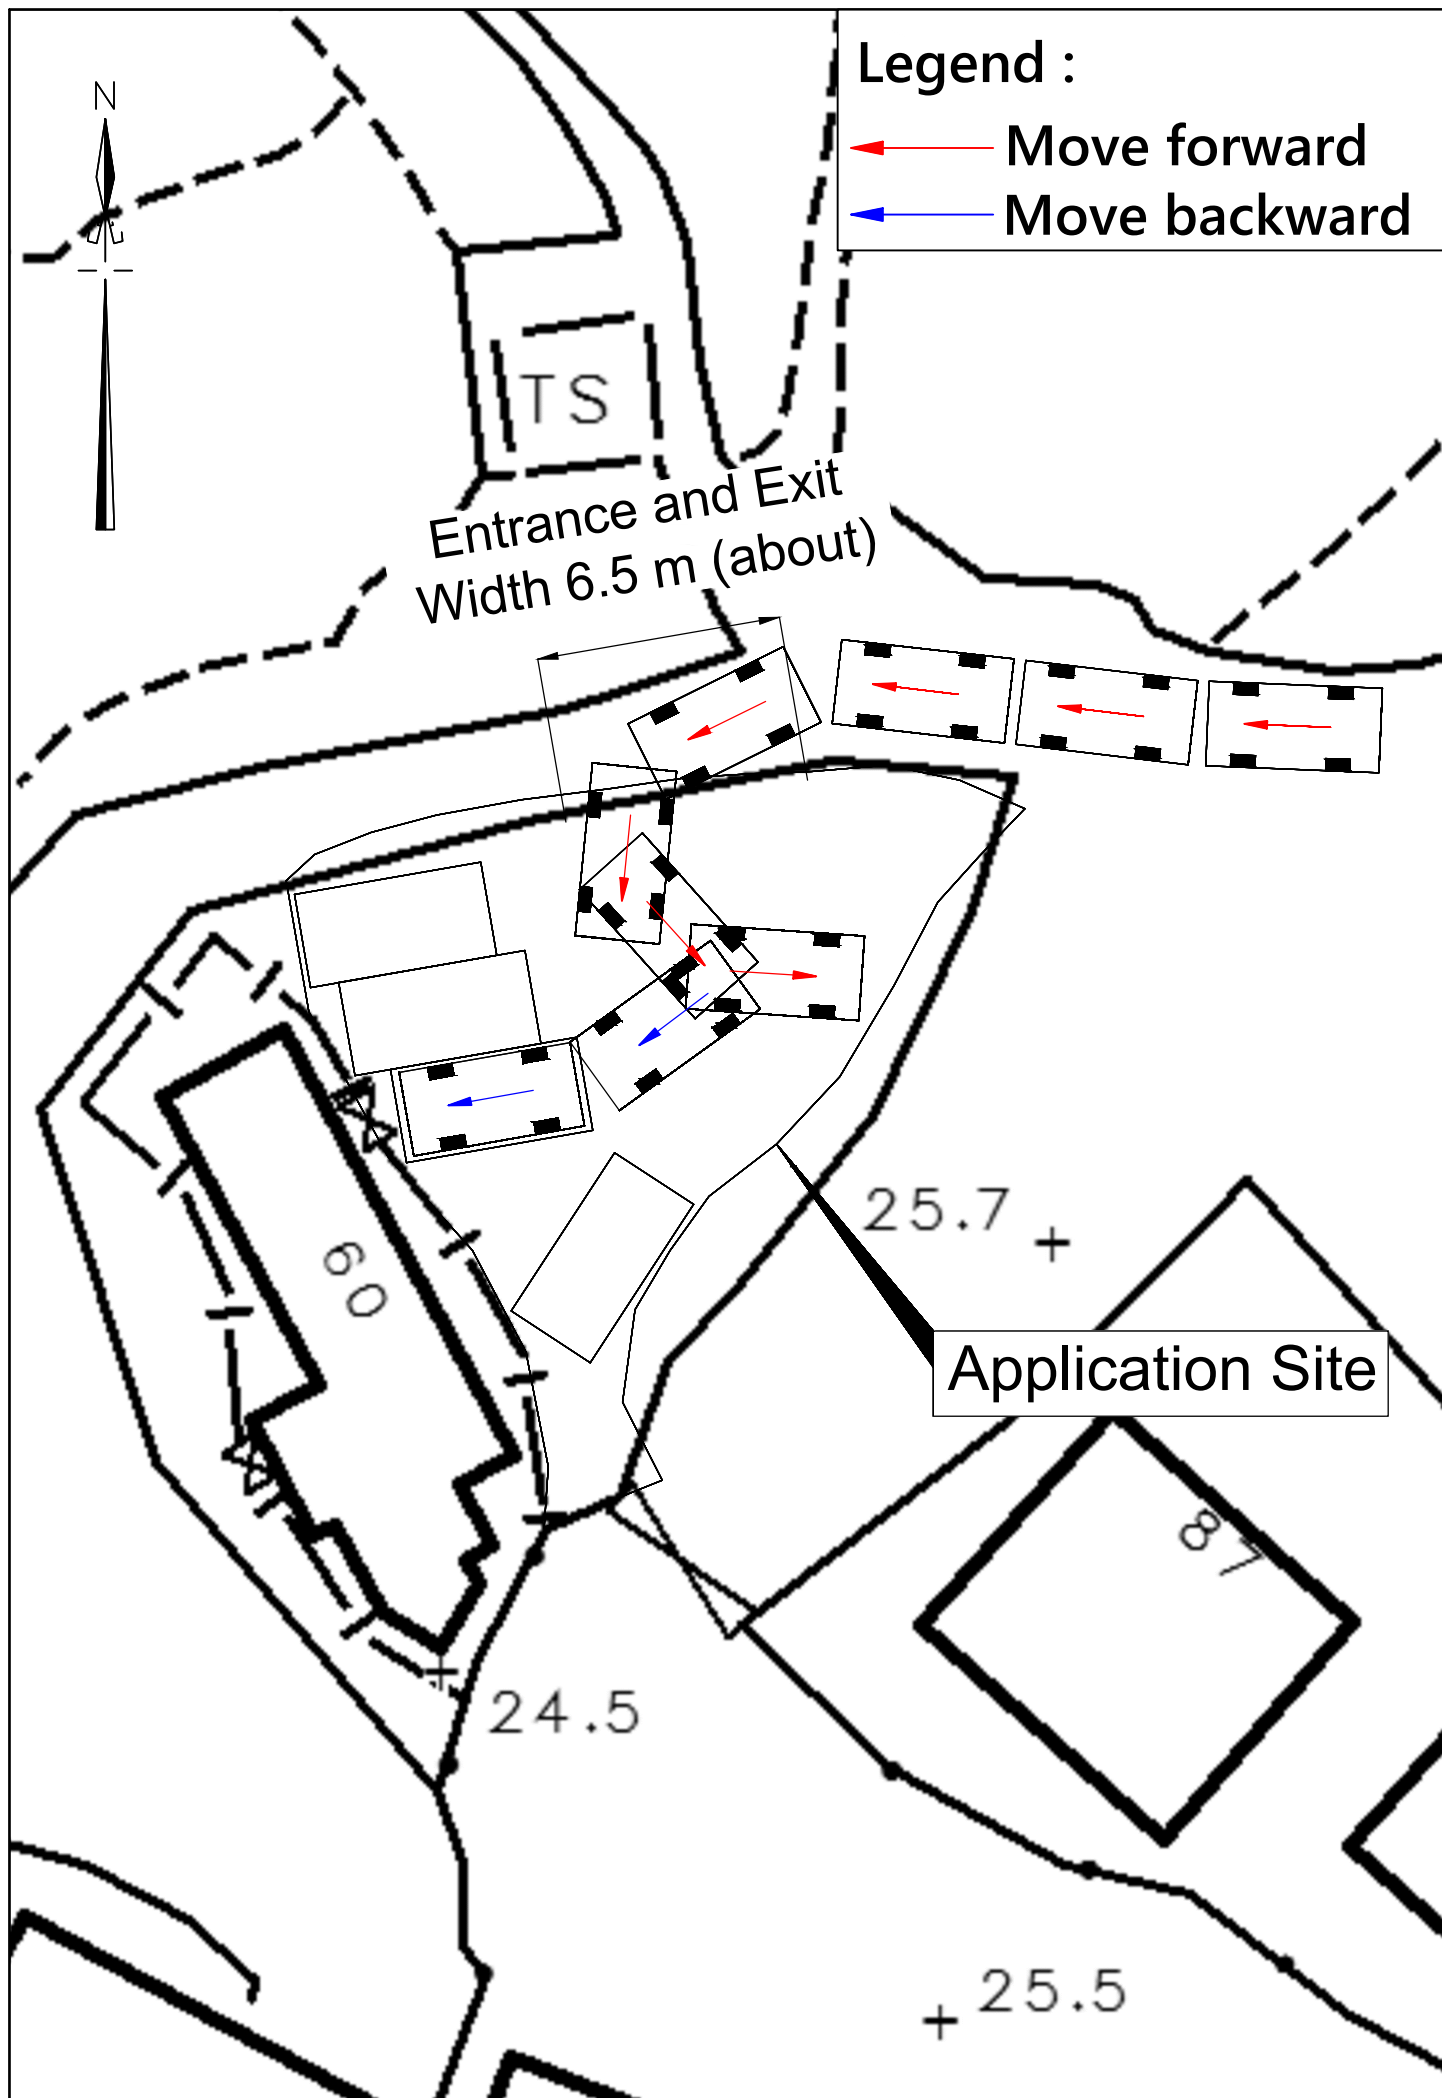 N
Legend :
Move forward
Move backward
TS
Entrance and Exit
Width 6.5 m (about)
25.7
60
Application Site
87
24.5
25.5